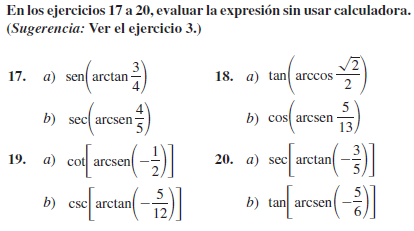 En los ejercicios 17 a 20, evaluar la expresión sin usar calculadora.
(Sugerencia: Ver el ejercicio 3.)
17. a) sen(arctan 3/4)
18. a) tan(arccos √2/2)
b) sec(arcsen 4/5)
b) cos(arcsen 5/13)
19. a) cot[arcsen(-1/2)]
20. a) sec[arctan(-3/5)]
b) csc[arctan(-5/12)]
b) tan[arcsen(-5/6)]